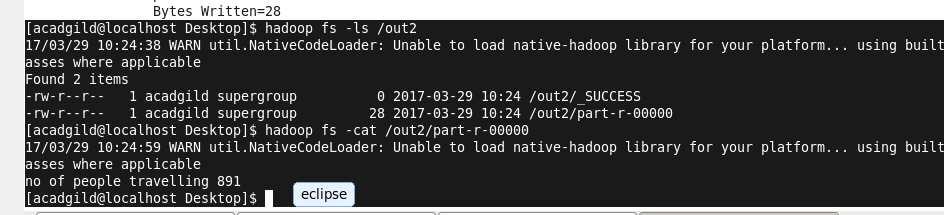 Bytes Written=28
[acadgild@localhost Desktop]$ hadoop fs -ls /out2
17/03/29 10:24:38 WARN util.NativeCodeLoader: Unable to load native-hadoop library for your platform... using built
asses where applicable
Found 2 items
-rw-r--r--   1 acadgild supergroup          0 2017-03-29 10:24 /out2/_SUCCESS
-rw-r--r--   1 acadgild supergroup         28 2017-03-29 10:24 /out2/part-r-00000
[acadgild@localhost Desktop]$ hadoop fs -cat /out2/part-r-00000
17/03/29 10:24:59 WARN util.NativeCodeLoader: Unable to load native-hadoop library for your platform... using built
asses where applicable
no of people travelling 891
[acadgild@localhost Desktop]$
eclipse